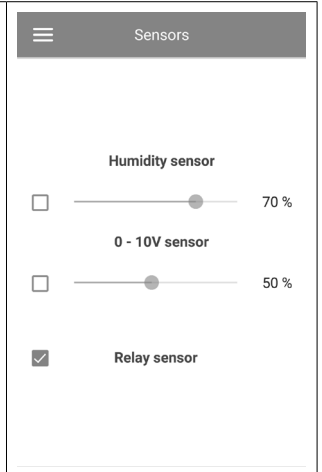 Sensors
Humidity sensor
70 %
0 - 10V sensor
50 %
Relay sensor